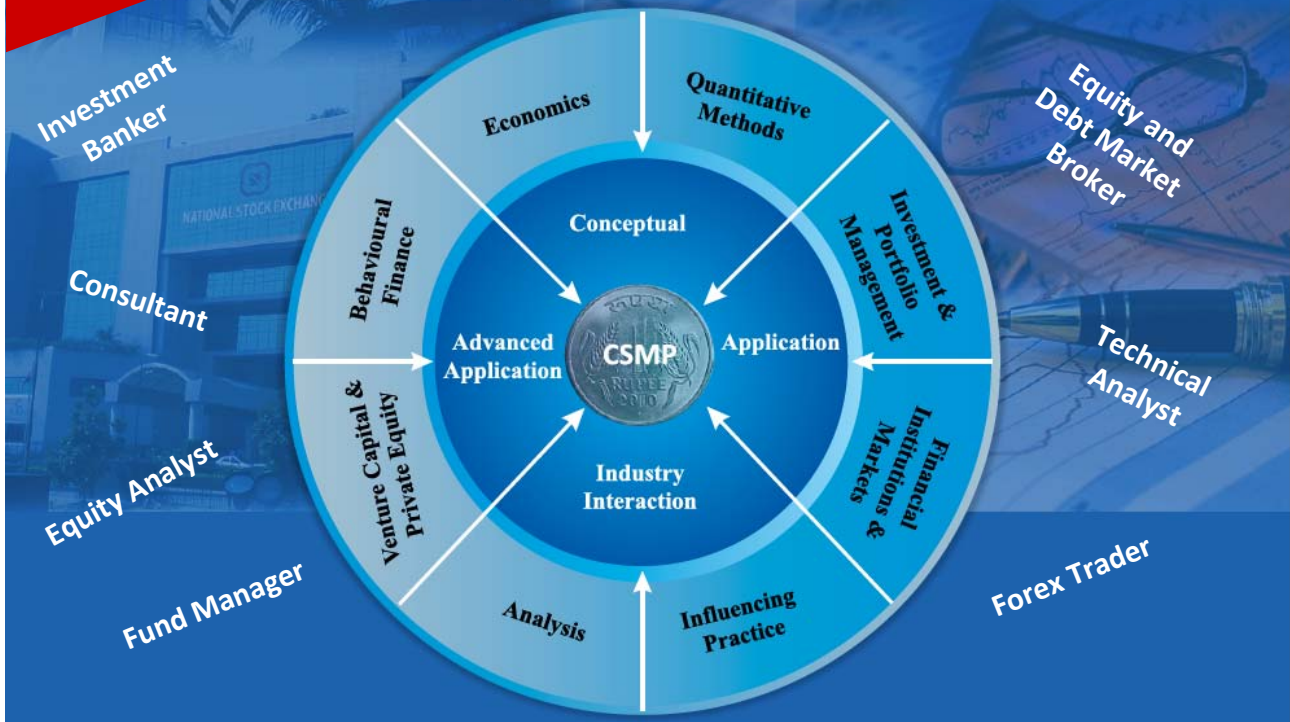 Investment
Banker
Consultant
Equity Analyst
Fund Manager
Equity and
Debt Market
Broker
Technical
Analyst
Forex Trader
NATIONAL STOCK EXCHANG
Economics
Quantitative
Methods
Investment &
Portfolio
Management
Financial
Institutions &
Markets
Influencing
Practice
Analysis
Venture Capital &
Private Equity
Behavioural
Finance
Conceptual
Advanced
Application
CSMP
RUPEE
2010
Application
Industry
Interaction